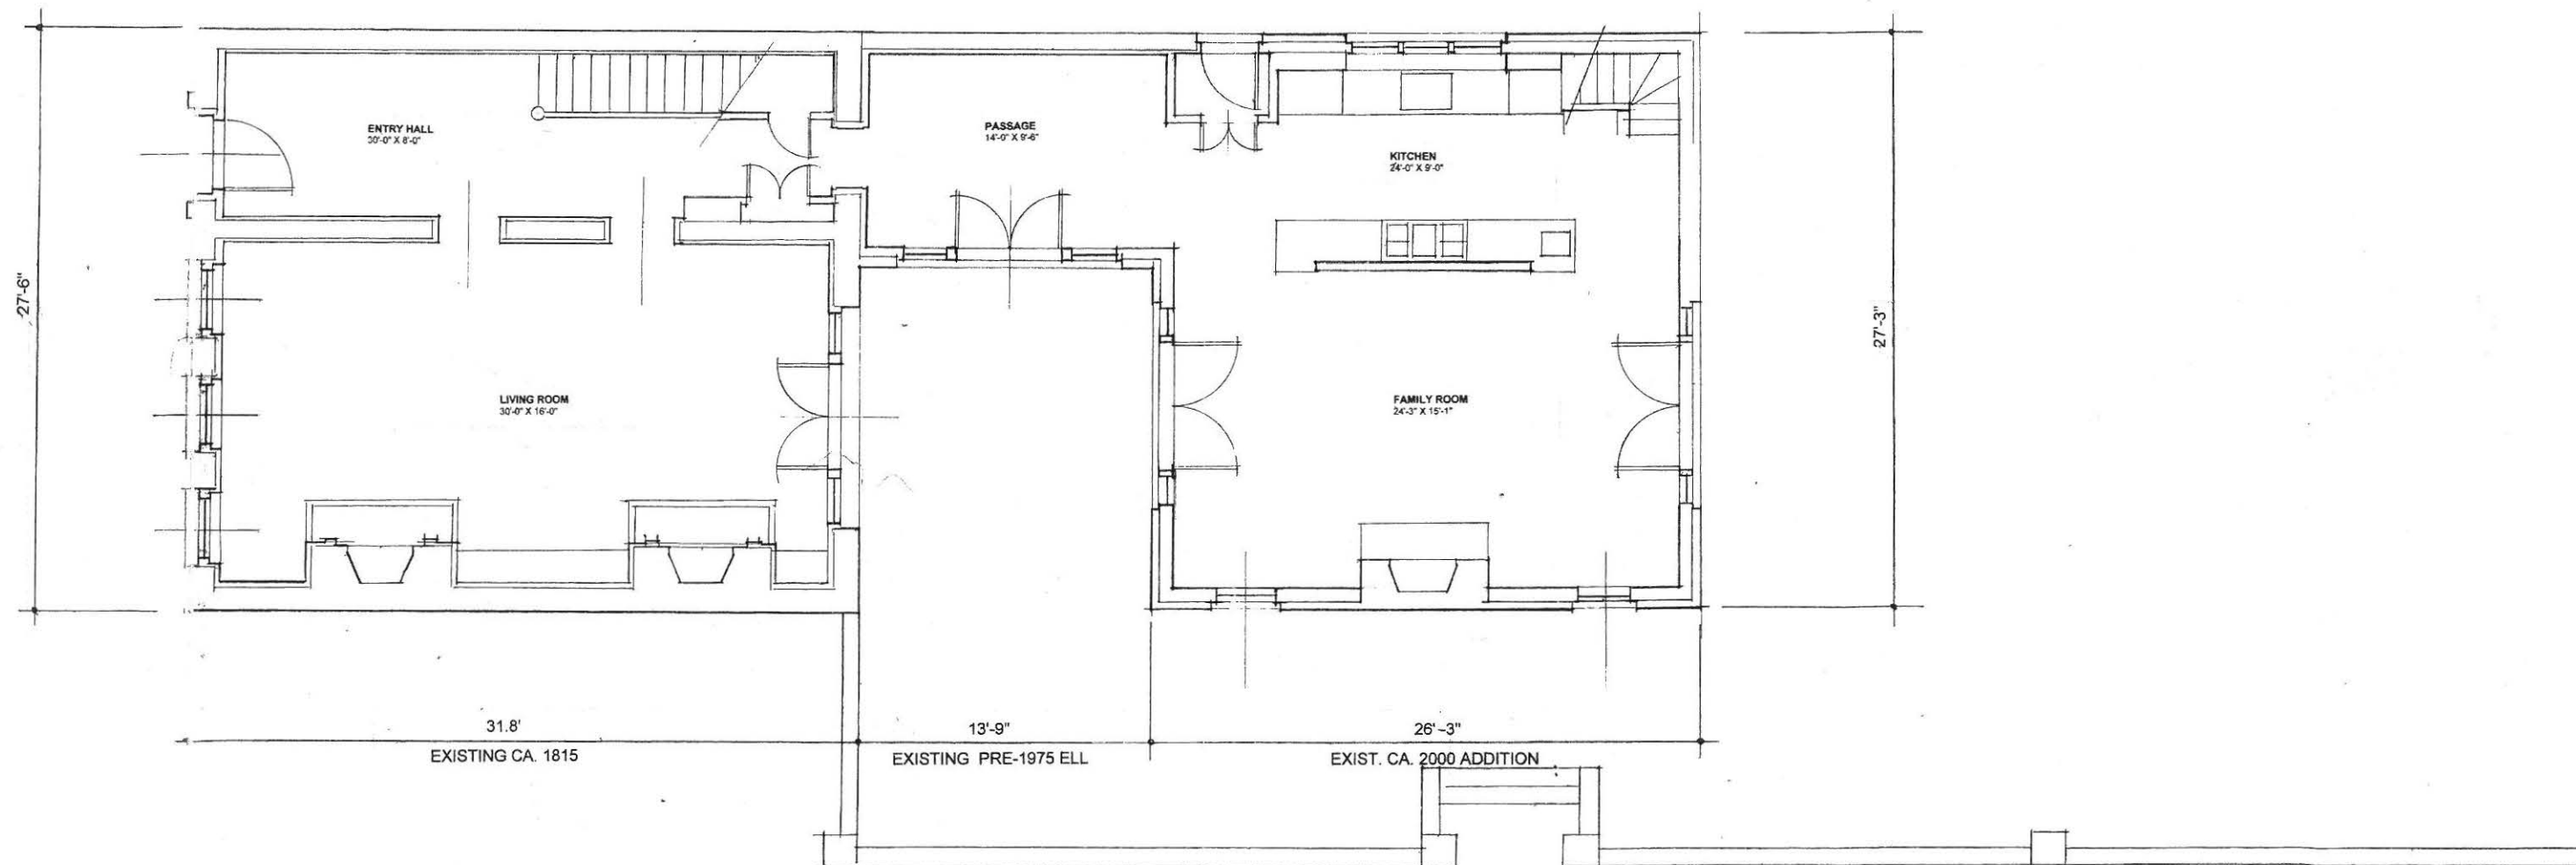 ENTRY HALL
30'-0" X 8'-0"
PASSAGE
14'-0" X 9'-6"
KITCHEN
24'-0" X 9'-0"
27'-6"
27'-3"
LIVING ROOM
30'-0" X 16'-0"
FAMILY ROOM
24'-3" X 15'-1"
31.8'
13'-9"
26'-3"
EXISTING CA. 1815
EXISTING PRE-1975 ELL
EXIST. CA. 2000 ADDITION